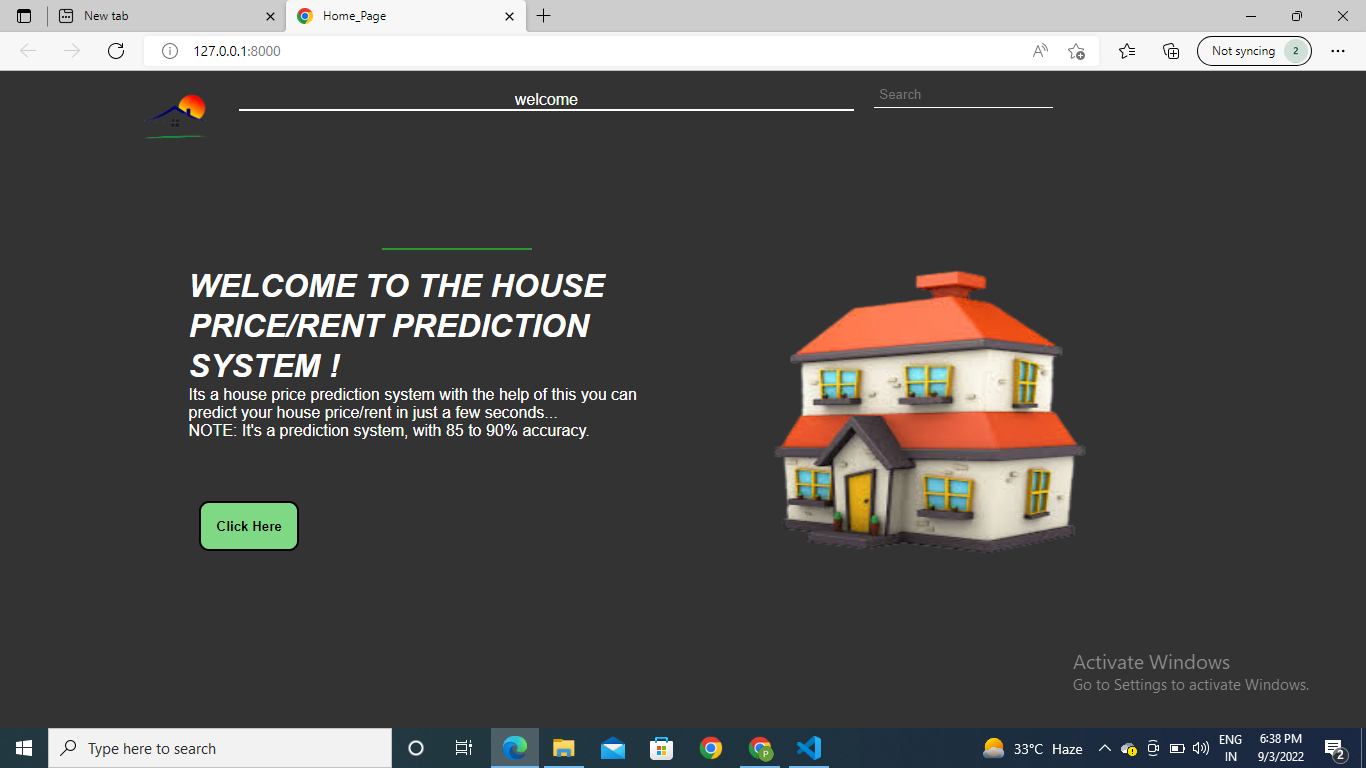 New tab
Home_Page
127.0.0.1:8000
Not syncing 2
welcome
Search
WELCOME TO THE HOUSE
PRICE/RENT PREDICTION
SYSTEM !
Its a house price prediction system with the help of this you can
predict your house price/rent in just a few seconds...
NOTE: It's a prediction system, with 85 to 90% accuracy.
Click Here
Activate Windows
Go to Settings to activate Windows.
Type here to search
P
33°C Haze
ENG
IN
6:38 PM
9/3/2022
2